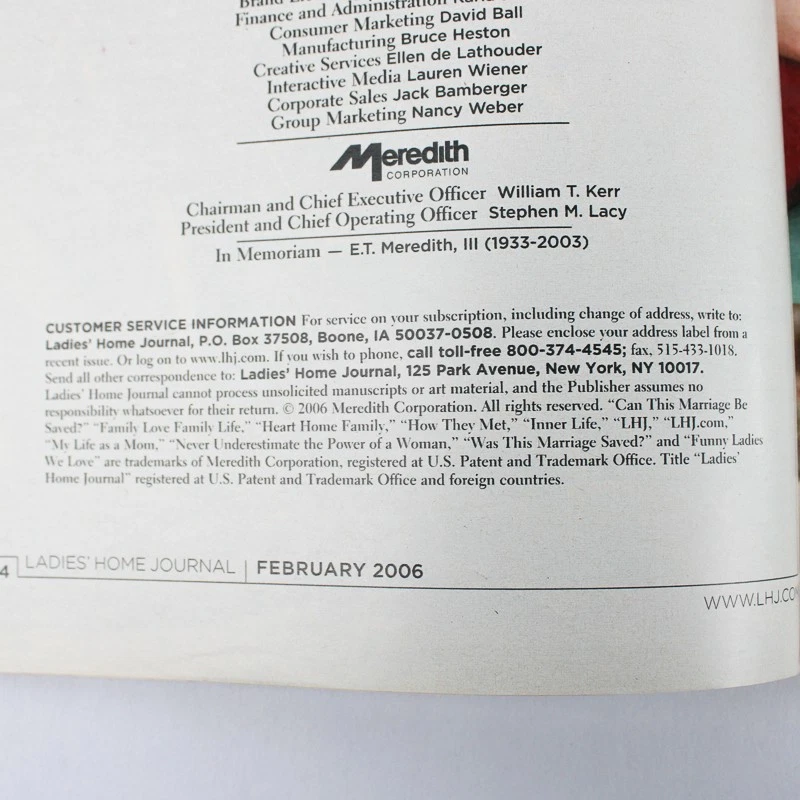 Finance and Administration
Consumer Marketing David Ball
Manufacturing Bruce Heston
Creative Services Ellen de Lathouder
Interactive Media Lauren Wiener
Corporate Sales Jack Bamberger
Group Marketing Nancy Weber
Meredith
CORPORATION
Chairman and Chief Executive Officer William T. Kerr
President and Chief Operating Officer Stephen M. Lacy
In Memoriam — E.T. Meredith, III (1933-2003)
CUSTOMER SERVICE INFORMATION For service on your subscription, including change of address, write to:
Ladies' Home Journal, P.O. Box 37508, Boone, IA 50037-0508. Please enclose your address label from a
recent issue. Or log on to www.lhj.com. If you wish to phone, call toll-free 800-374-4545; fax, 515-433-1018.
Send all other correspondence to: Ladies' Home Journal, 125 Park Avenue, New York, NY 10017.
Ladies' Home Journal cannot process unsolicited manuscripts or art material, and the Publisher assumes no
responsibility whatsoever for their return. © 2006 Meredith Corporation. All rights reserved. “Can This Marriage Be
Saved?” “Family Love Family Life,” “Heart Home Family,” “How They Met,” “Inner Life,” “LHJ,” “LHJ.com,”
“My Life as a Mom,” “Never Underestimate the Power of a Woman,” “Was This Marriage Saved?” and “Funny Ladies
We Love” are trademarks of Meredith Corporation, registered at U.S. Patent and Trademark Office. Title “Ladies'
Home Journal” registered at U.S. Patent and Trademark Office and foreign countries.
4 LADIES' HOME JOURNAL | FEBRUARY 2006
WWW.LHJ.CO